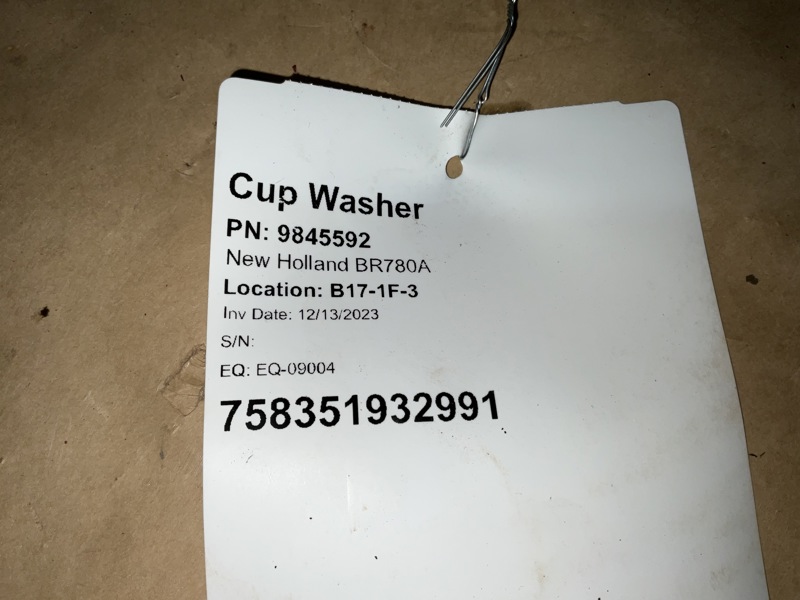 Cup Washer
PN: 9845592
New Holland BR780A
Location: B17-1F-3
Inv Date: 12/13/2023
S/N:
EQ: EQ-09004
758351932991